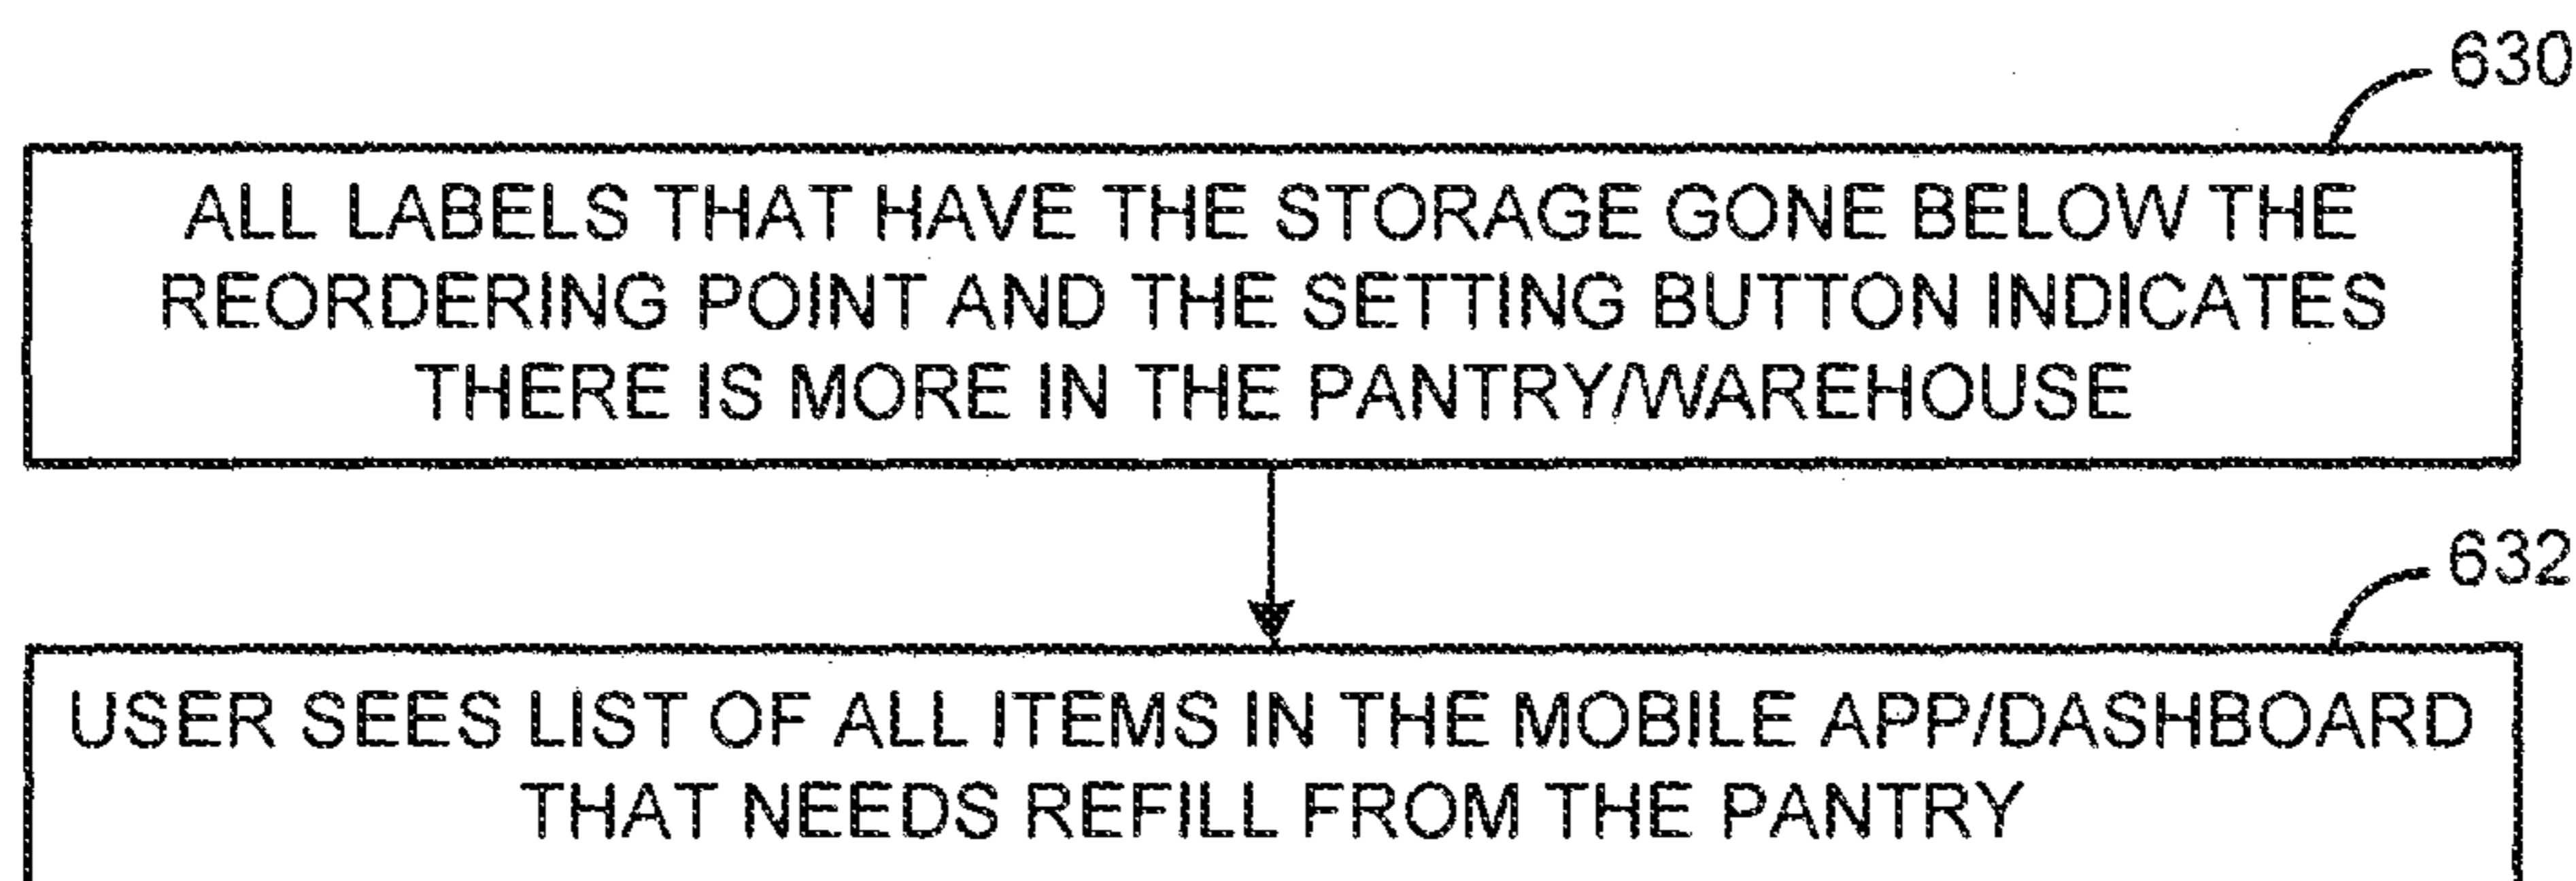 630
ALL LABELS THAT HAVE THE STORAGE GONE BELOW THE
REORDERING POINT AND THE SETTING BUTTON INDICATES
THERE IS MORE IN THE PANTRY/WAREHOUSE
632
USER SEES LIST OF ALL ITEMS IN THE MOBILE APP/DASHBOARD
THAT NEEDS REFILL FROM THE PANTRY